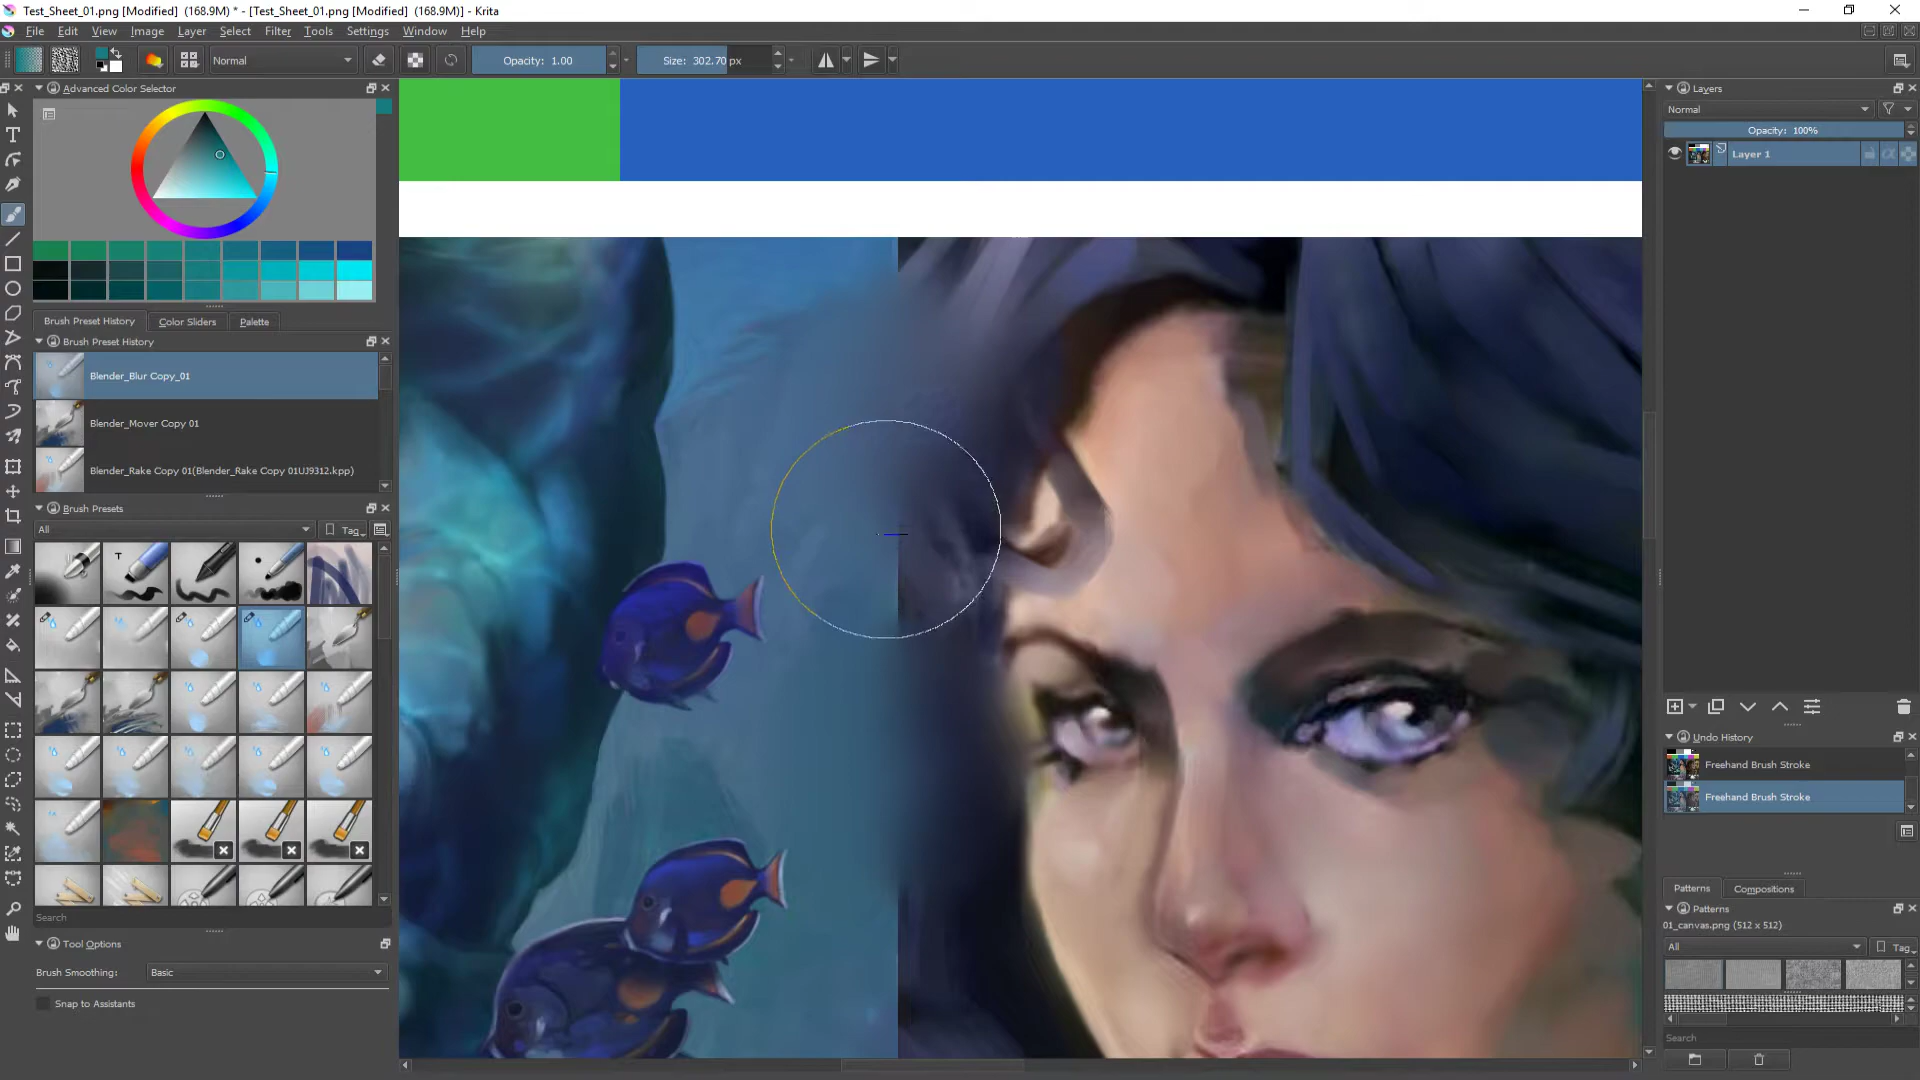 Test_Sheet_01.png [Modified]  (168.9M) * - [Test_Sheet_01.png [Modified]  (168.9M)] - Krita
File Edit View Image Layer Select Filter Tools Settings Window Help
Normal
Opacity: 1.00
Size: 302.70 px
Advanced Color Selector
Brush Preset History
Color Sliders
Palette
Brush Preset History
Blender_Blur Copy_01
Blender_Mover Copy 01
Blender_Rake Copy 01(Blender_Rake Copy 01UJ9312.kpp)
Brush Presets
All
Tag
T
Search
Tool Options
Brush Smoothing:
Basic
Snap to Assistants
Layers
Normal
Opacity: 100%
Layer 1
Undo History
Freehand Brush Stroke
Freehand Brush Stroke
Patterns
Compositions
Patterns
01_canvas.png (512 x 512)
All
Tag
Search